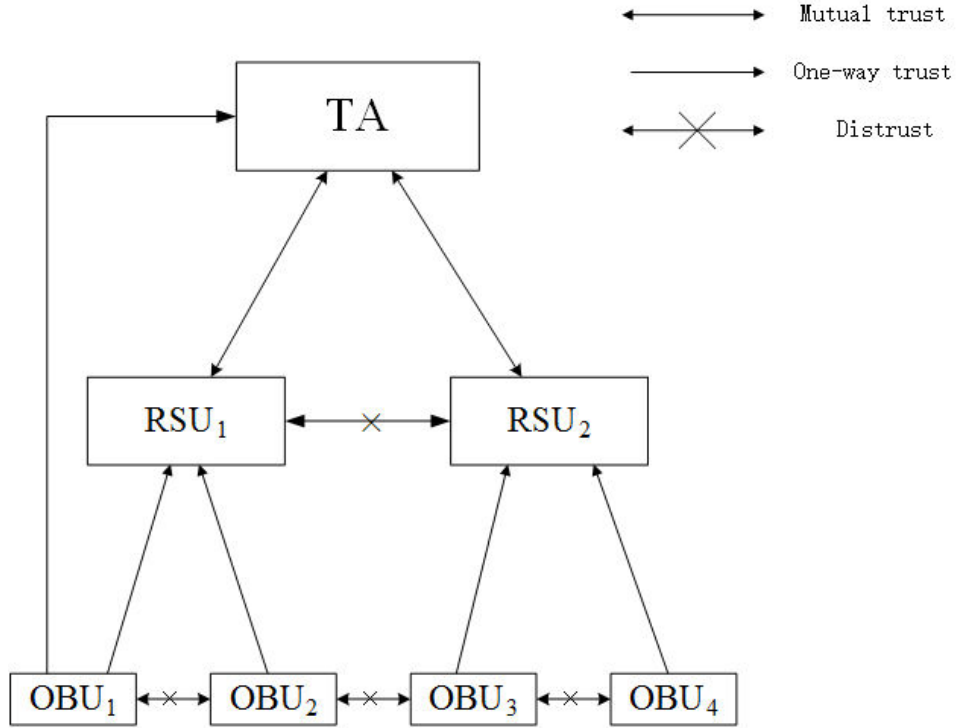 Mutual trust
One-way trust
Distrust
TA
RSU₁
RSU₂
OBU₁
OBU₂
OBU₃
OBU₄